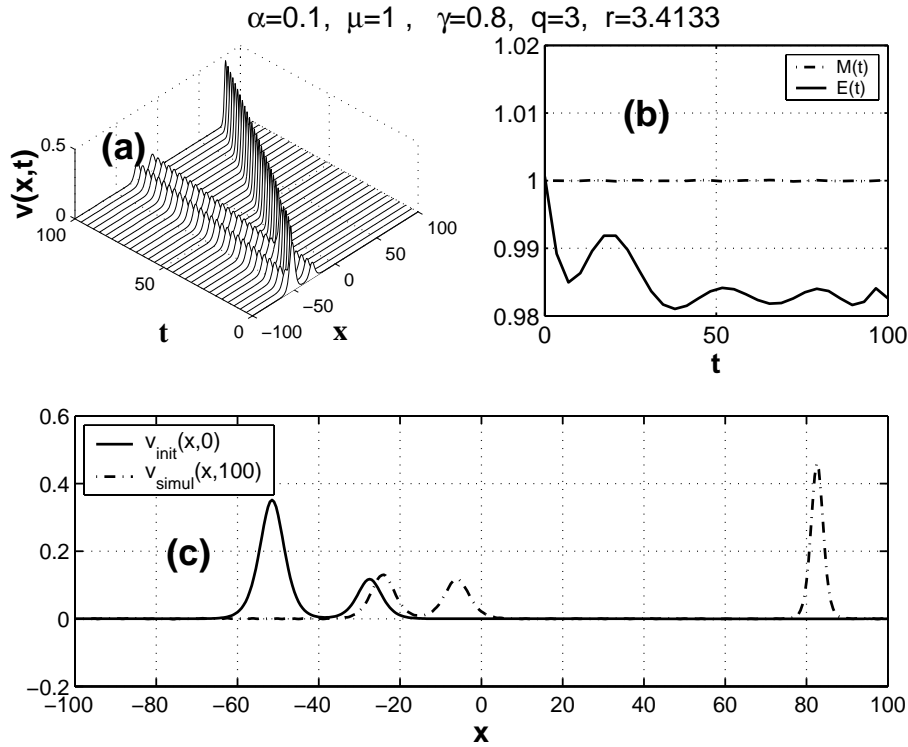 α=0.1, μ=1 , γ=0.8, q=3, r=3.4133
(a)
v(x,t)
0.5
0
100
50
0
t
−100
−50
0
50
100
x
(b)
M(t)
E(t)
1.02
1.01
1
0.99
0.98
0
50
100
t
(c)
v_init(x,0)
v_simul(x,100)
0.6
0.4
0.2
0
−0.2
−100 −80 −60 −40 −20 0 20 40 60 80 100
x